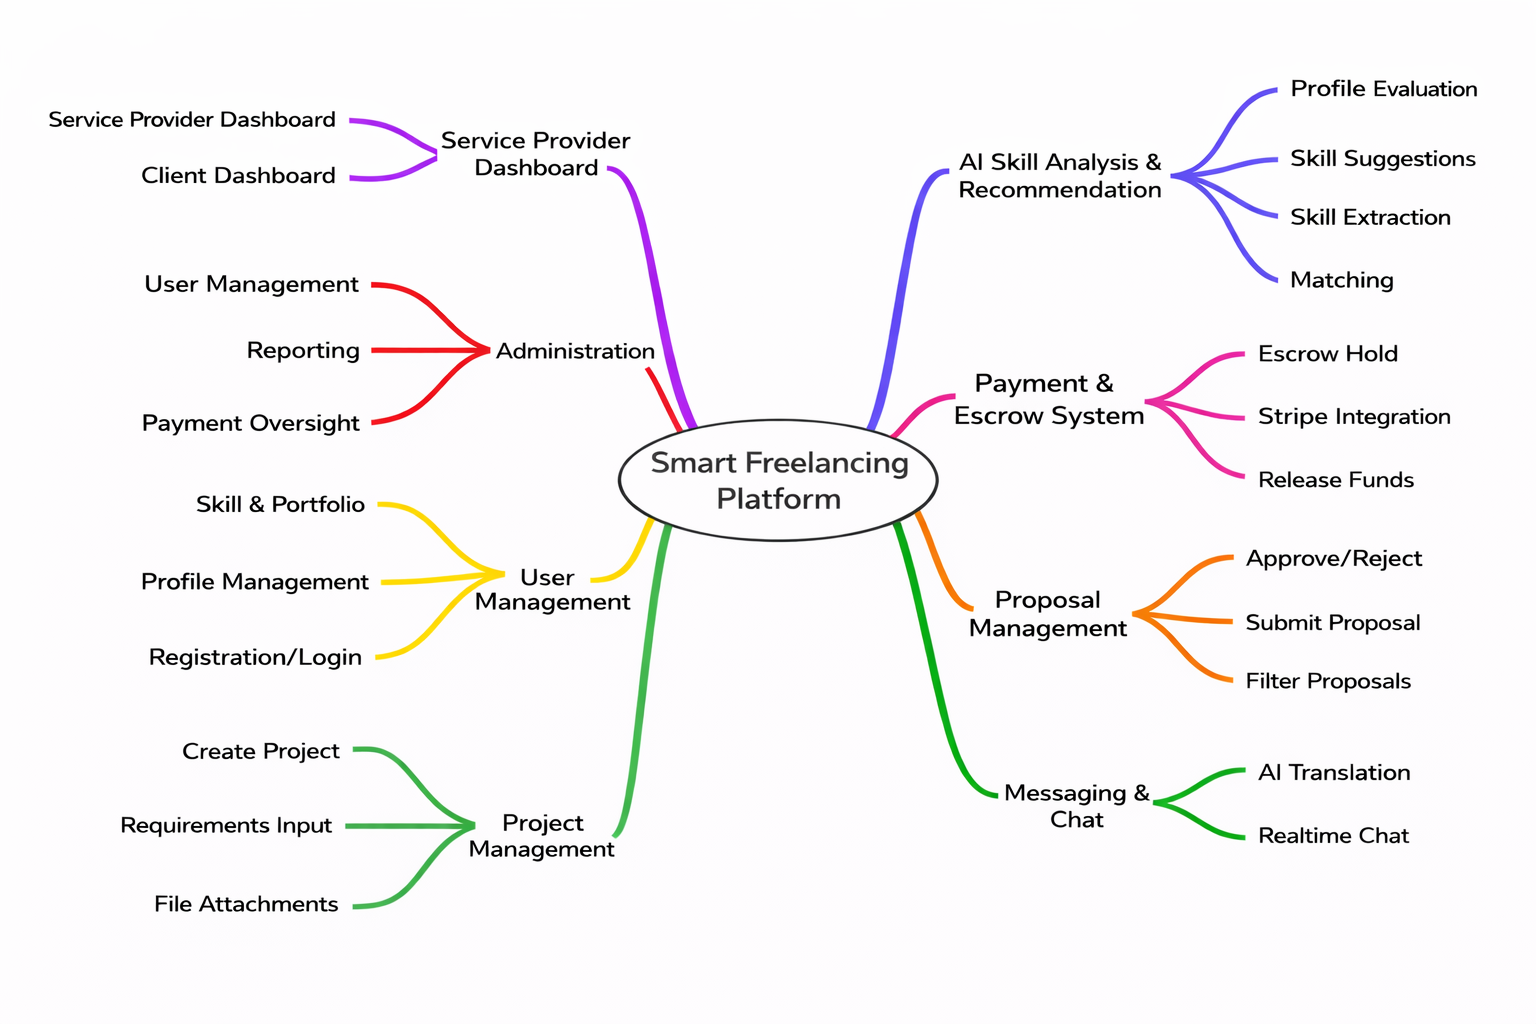 Smart Freelancing
Platform
Service Provider
Dashboard
Service Provider Dashboard
Client Dashboard
Administration
User Management
Reporting
Payment Oversight
User
Management
Skill & Portfolio
Profile Management
Registration/Login
Project
Management
Create Project
Requirements Input
File Attachments
AI Skill Analysis &
Recommendation
Profile Evaluation
Skill Suggestions
Skill Extraction
Matching
Payment &
Escrow System
Escrow Hold
Stripe Integration
Release Funds
Proposal
Management
Approve/Reject
Submit Proposal
Filter Proposals
Messaging &
Chat
AI Translation
Realtime Chat